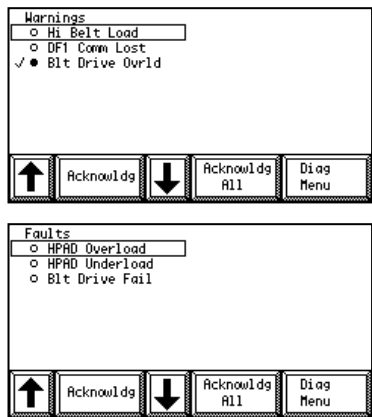 Warnings
Hi Belt Load
DF1 Comm Lost
✓ Blt Drive Ovrld
Acknowldg
Acknowldg All
Diag Menu
Faults
HPAD Overload
HPAD Underload
Blt Drive Fail
Acknowldg
Acknowldg All
Diag Menu